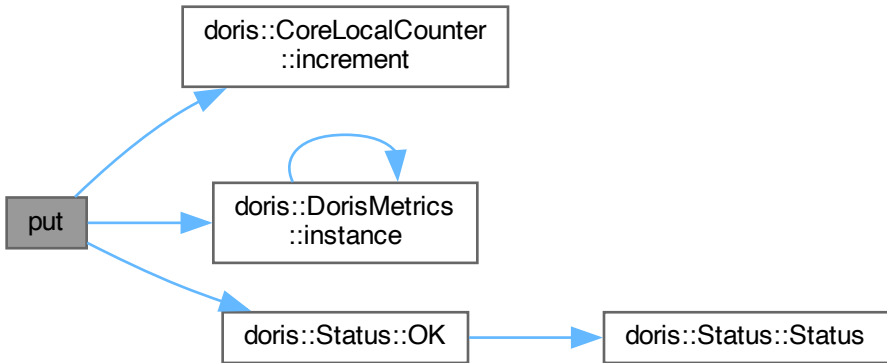 doris::CoreLocalCounter
::increment
put
doris::DorisMetrics
::instance
doris::Status::OK
doris::Status::Status